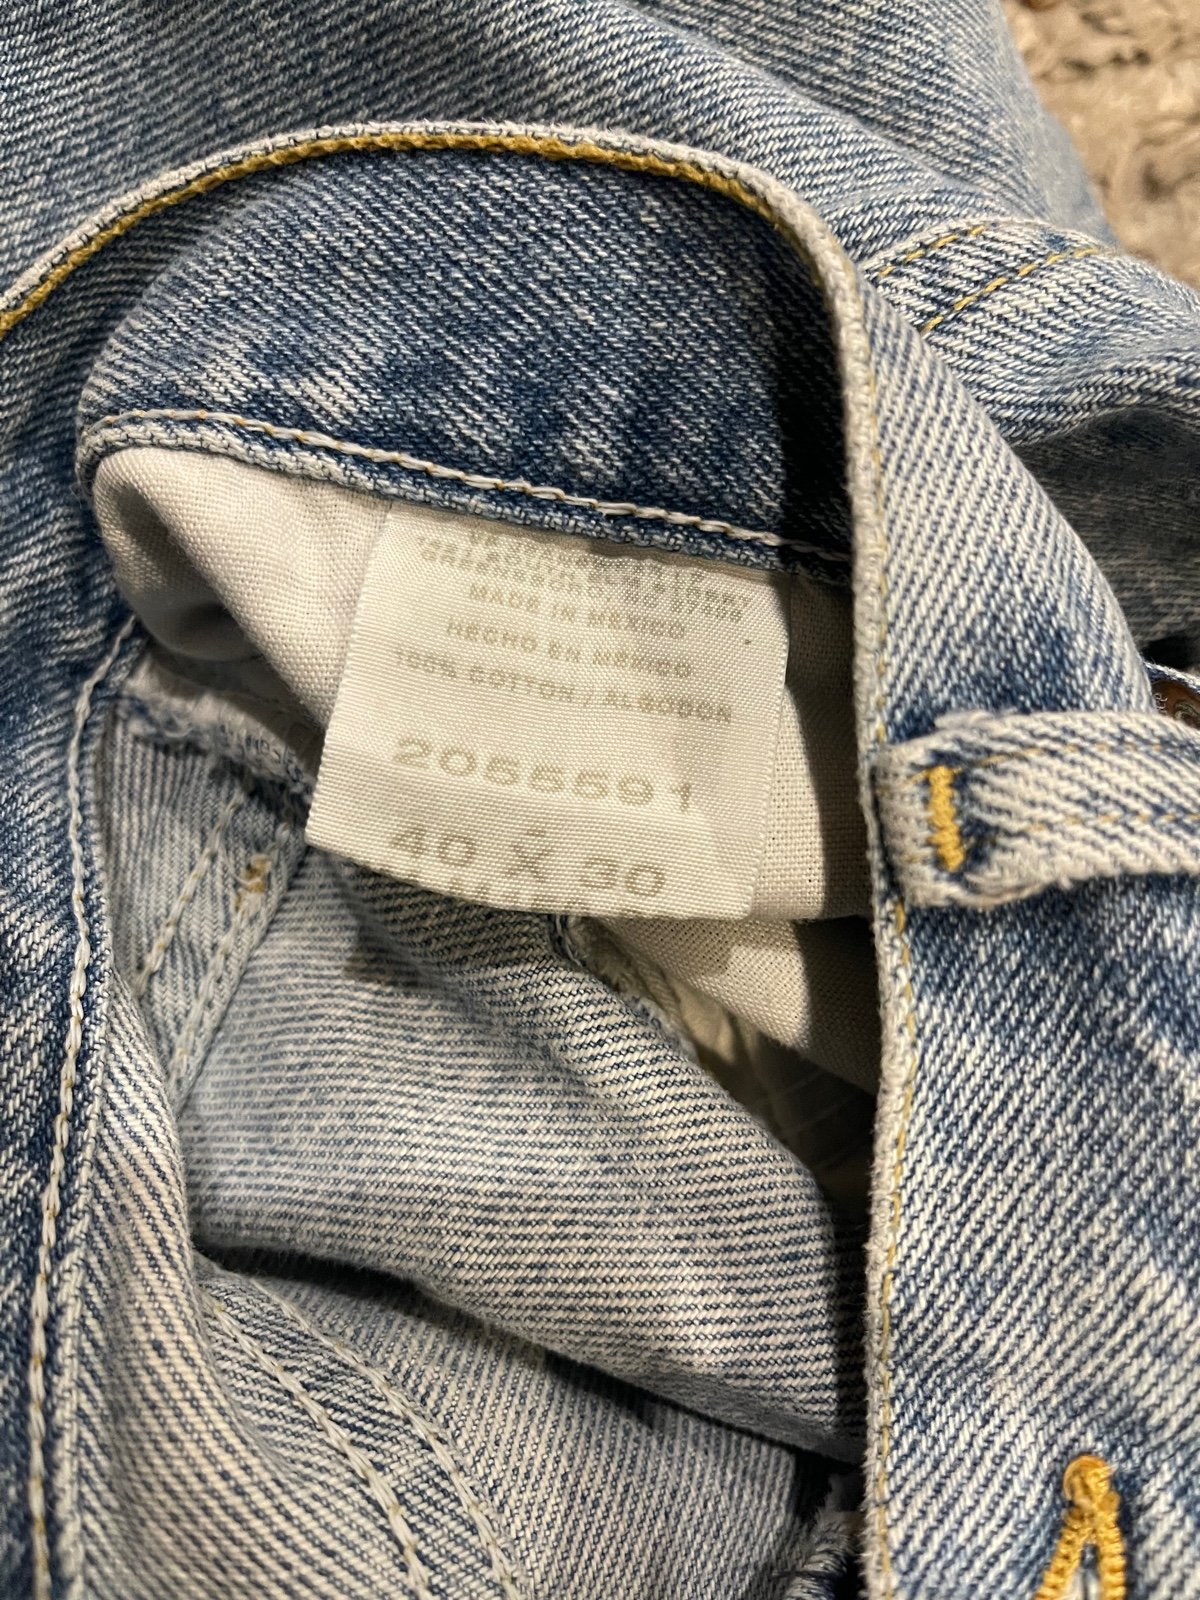 MADE IN MEXICO
HECHO EN MEXICO
100% COTTON / ALGODON
2055591
40 X 30